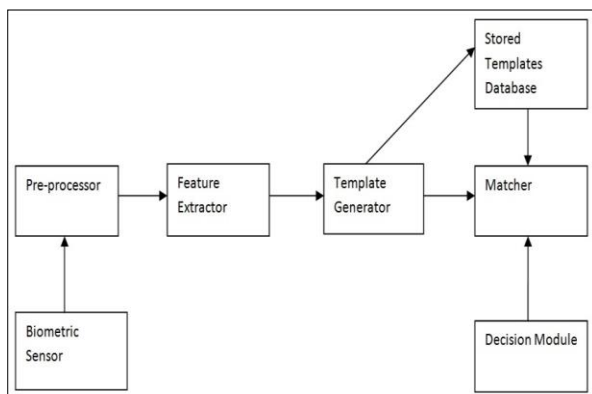 Stored
Templates
Database
Pre-processor
Feature
Extractor
Template
Generator
Matcher
Biometric
Sensor
Decision Module